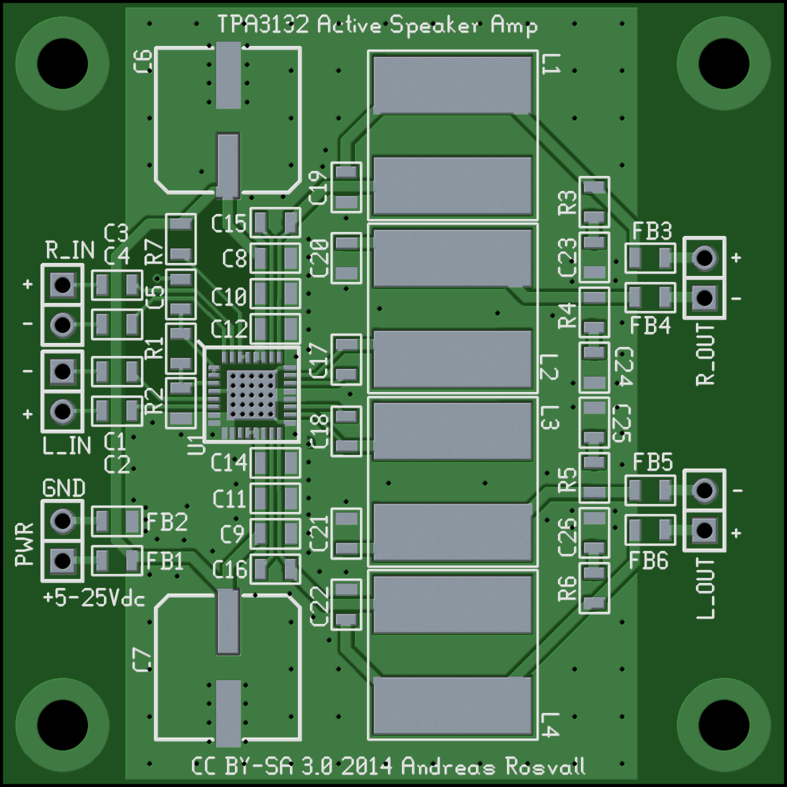 TPA3132 Active Speaker Amp
C6
L1
C19
R3
C3
C15
R_IN
C4
R7
C8
C20
C23
FB3
+
+
C5
C10
-
-
C12
R4
FB4
R1
C17
R_OUT
-
L2
C24
R2
+
L3
C25
U1
C18
L_IN
C1
C2
C14
GND
R5
FB5
C11
-
PWR
FB2
C9
C21
C26
+
FB1
C16
FB6
+5-25Vdc
C22
R6
L_OUT
C7
L4
CC BY-SA 3.0 2014 Andreas Rosvall